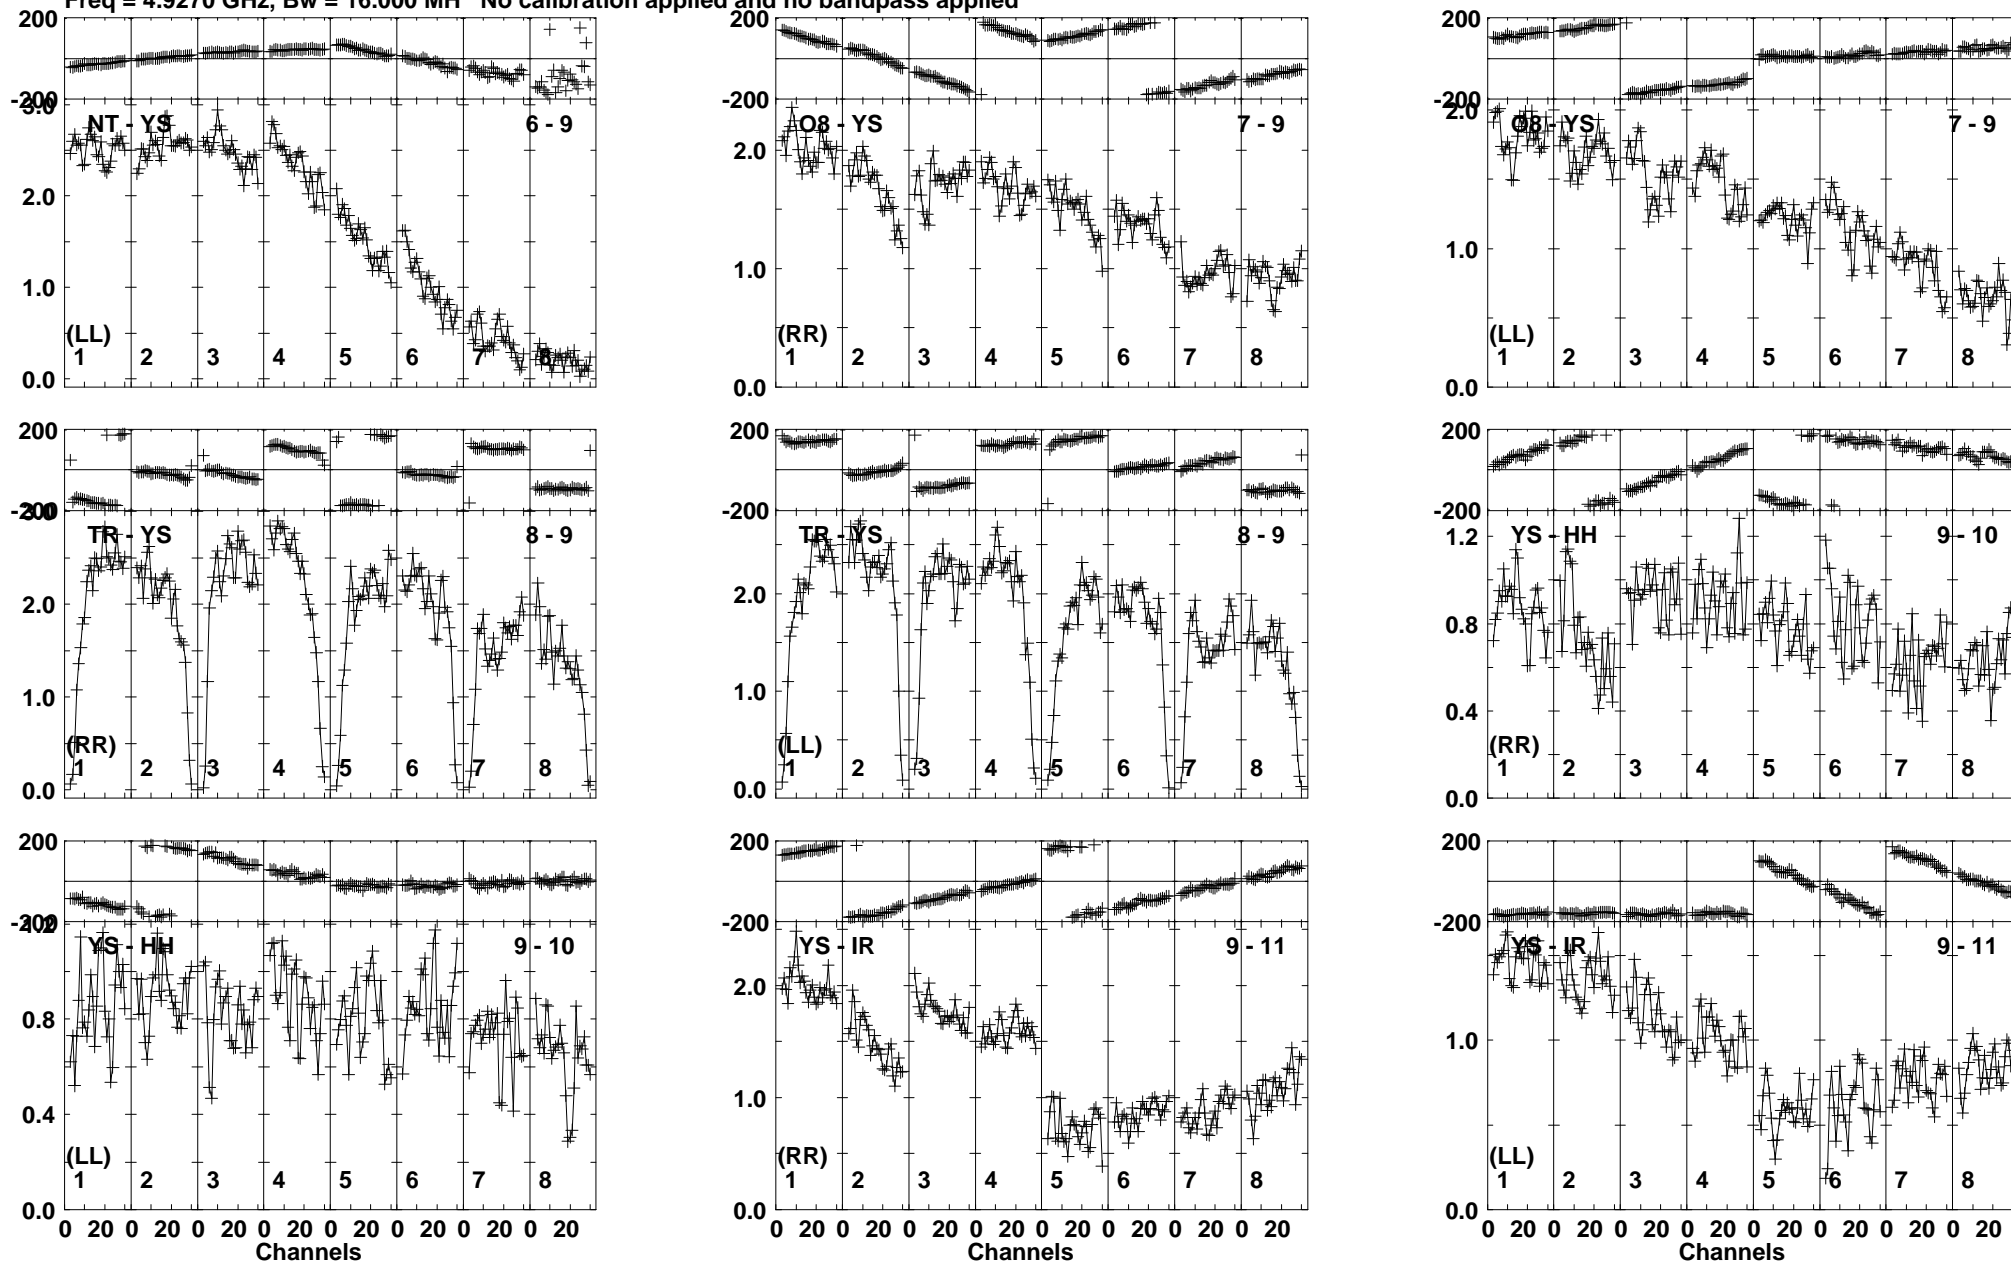 Freq = 4.9270 GHz, Bw = 16.000 MH No calibration applied and no bandpass applied
200 200 200
-200 -200 -200
3.0 NT - YS 6 - 9 O8 - YS 7 - 9 2.0 O8 - YS 7 - 9
2.0 2.0
1.0 1.0 1.0
(LL) (RR) (LL)
1 2 3 4 5 6 7 8 1 2 3 4 5 6 7 8 1 2 3 4 5 6 7 8
0.0 0.0 0.0
200 200 200
-200 -200 -200
3.0 TR - YS 8 - 9 TR - YS 8 - 9 1.2 YS - HH 9 - 10
2.0 2.0 0.8
1.0 1.0 0.4
(RR) (LL) (RR)
1 2 3 4 5 6 7 8 1 2 3 4 5 6 7 8 1 2 3 4 5 6 7 8
0.0 0.0 0.0
200 200 200
-200 -200 -200
1.2 YS - HH 9 - 10 YS - IR 9 - 11 YS - IR 9 - 11
0.8 2.0 1.0
0.4 1.0
(LL) (RR) (LL)
1 2 3 4 5 6 7 8 1 2 3 4 5 6 7 8 1 2 3 4 5 6 7 8
0.0 0.0 0.0
0 20 0 20 0 20 0 20 0 20 0 20 0 20 0 20 0 20 0 20 0 20 0 20 0 20 0 20 0 20 0 20 0 20 0 20 0 20 0 20 0 20 0 20 0 20 0 20
Channels Channels Channels